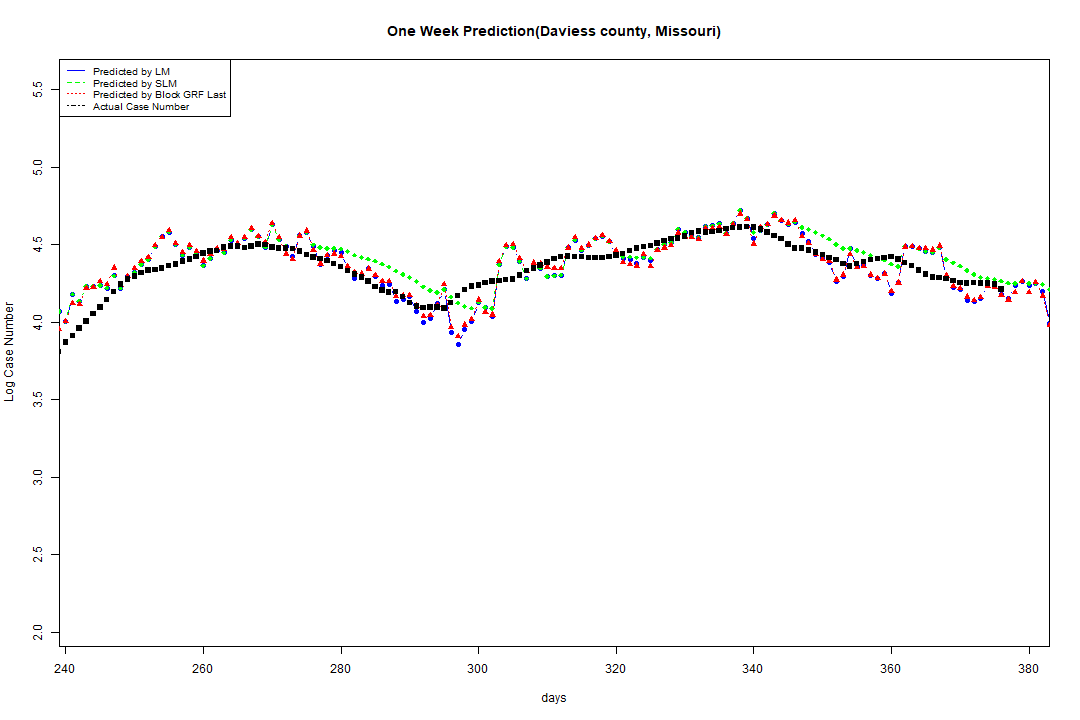 One Week Prediction(Daviess county, Missouri)
Predicted by LM
Predicted by SLM
Predicted by Block GRF Last
Actual Case Number
Log Case Number
5.5
5.0
4.5
4.0
3.5
3.0
2.5
2.0
240 260 280 300 320 340 360 380
days